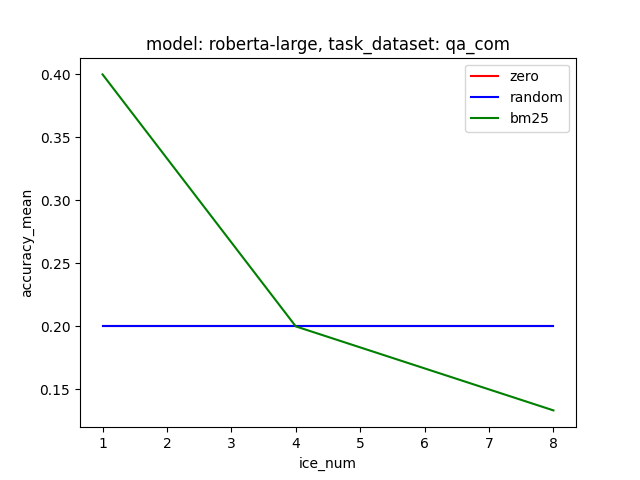 model: roberta-large, task_dataset: qa_com
zero
random
bm25
accuracy_mean
0.40
0.35
0.30
0.25
0.20
0.15
1 2 3 4 5 6 7 8
ice_num